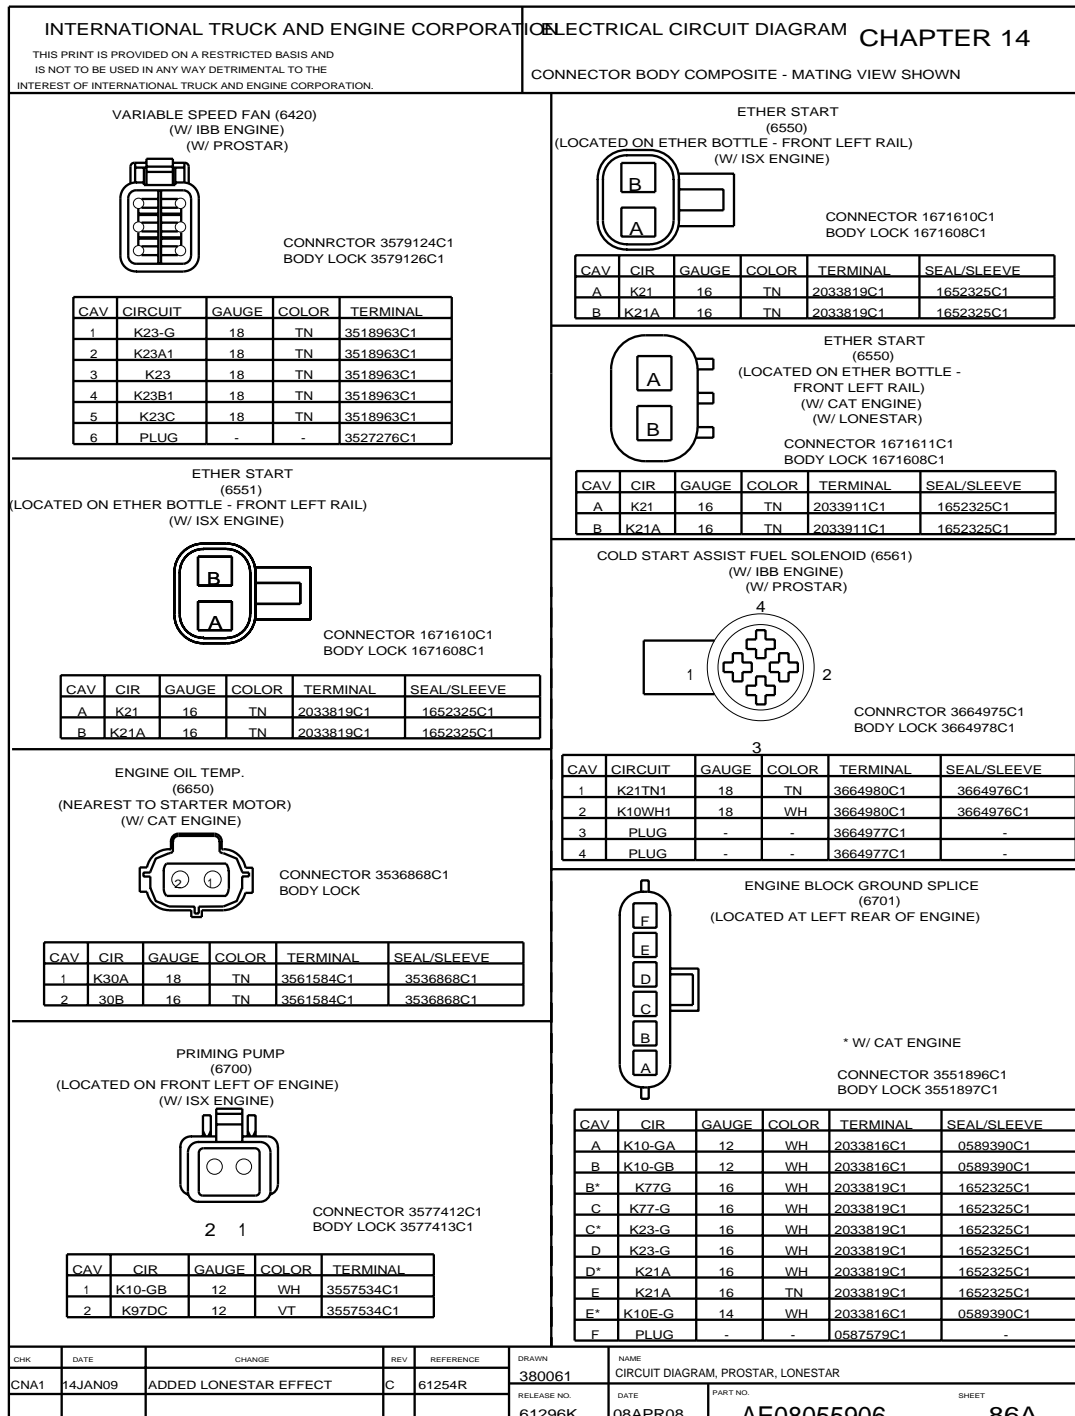 INTERNATIONAL TRUCK AND ENGINE CORPORATION
THIS PRINT IS PROVIDED ON A RESTRICTED BASIS AND
IS NOT TO BE USED IN ANY WAY DETRIMENTAL TO THE
INTEREST OF INTERNATIONAL TRUCK AND ENGINE CORPORATION.
ELECTRICAL CIRCUIT DIAGRAM CHAPTER 14
CONNECTOR BODY COMPOSITE - MATING VIEW SHOWN
VARIABLE SPEED FAN (6420)
(W/ IBB ENGINE)
(W/ PROSTAR)
CONNRCTOR 3579124C1
BODY LOCK 3579126C1
CAV CIRCUIT GAUGE COLOR TERMINAL
1 K23-G 18 TN 3518963C1
2 K23A1 18 TN 3518963C1
3 K23 18 TN 3518963C1
4 K23B1 18 TN 3518963C1
5 K23C 18 TN 3518963C1
6 PLUG - - 3527276C1
ETHER START
(6551)
(LOCATED ON ETHER BOTTLE - FRONT LEFT RAIL)
(W/ ISX ENGINE)
B
A
CONNECTOR 1671610C1
BODY LOCK 1671608C1
CAV CIR GAUGE COLOR TERMINAL SEAL/SLEEVE
A K21 16 TN 2033819C1 1652325C1
B K21A 16 TN 2033819C1 1652325C1
ENGINE OIL TEMP.
(6650)
(NEAREST TO STARTER MOTOR)
(W/ CAT ENGINE)
2 1
CONNECTOR 3536868C1
BODY LOCK
CAV CIR GAUGE COLOR TERMINAL SEAL/SLEEVE
1 K30A 18 TN 3561584C1 3536868C1
2 30B 16 TN 3561584C1 3536868C1
PRIMING PUMP
(6700)
(LOCATED ON FRONT LEFT OF ENGINE)
(W/ ISX ENGINE)
2 1
CONNECTOR 3577412C1
BODY LOCK 3577413C1
CAV CIR GAUGE COLOR TERMINAL
1 K10-GB 12 WH 3557534C1
2 K97DC 12 VT 3557534C1
ETHER START
(6550)
(LOCATED ON ETHER BOTTLE - FRONT LEFT RAIL)
(W/ ISX ENGINE)
B
A
CONNECTOR 1671610C1
BODY LOCK 1671608C1
CAV CIR GAUGE COLOR TERMINAL SEAL/SLEEVE
A K21 16 TN 2033819C1 1652325C1
B K21A 16 TN 2033819C1 1652325C1
ETHER START
(6550)
(LOCATED ON ETHER BOTTLE -
FRONT LEFT RAIL)
(W/ CAT ENGINE)
(W/ LONESTAR)
A
B
CONNECTOR 1671611C1
BODY LOCK 1671608C1
CAV CIR GAUGE COLOR TERMINAL SEAL/SLEEVE
A K21 16 TN 2033911C1 1652325C1
B K21A 16 TN 2033911C1 1652325C1
COLD START ASSIST FUEL SOLENOID (6561)
(W/ IBB ENGINE)
(W/ PROSTAR)
4
1 2
3
CONNRCTOR 3664975C1
BODY LOCK 3664978C1
CAV CIRCUIT GAUGE COLOR TERMINAL SEAL/SLEEVE
1 K21TN1 18 TN 3664980C1 3664976C1
2 K10WH1 18 WH 3664980C1 3664976C1
3 PLUG - - 3664977C1 -
4 PLUG - - 3664977C1 -
ENGINE BLOCK GROUND SPLICE
(6701)
(LOCATED AT LEFT REAR OF ENGINE)
F
E
D
C
B
A
* W/ CAT ENGINE
CONNECTOR 3551896C1
BODY LOCK 3551897C1
CAV CIR GAUGE COLOR TERMINAL SEAL/SLEEVE
A K10-GA 12 WH 2033816C1 0589390C1
B K10-GB 12 WH 2033816C1 0589390C1
B* K77G 16 WH 2033819C1 1652325C1
C K77-G 16 WH 2033819C1 1652325C1
C* K23-G 16 WH 2033819C1 1652325C1
D K23-G 16 WH 2033819C1 1652325C1
D* K21A 16 WH 2033819C1 1652325C1
E K21A 16 TN 2033819C1 1652325C1
E* K10E-G 14 WH 2033816C1 0589390C1
F PLUG - - 0587579C1 -
CHK DATE CHANGE REV REFERENCE
CNA1 14JAN09 ADDED LONESTAR EFFECT C 61254R
DRAWN
380061
NAME
CIRCUIT DIAGRAM, PROSTAR, LONESTAR
RELEASE NO. DATE PART NO. SHEET
61296K 08APR08 AE08055906 86A